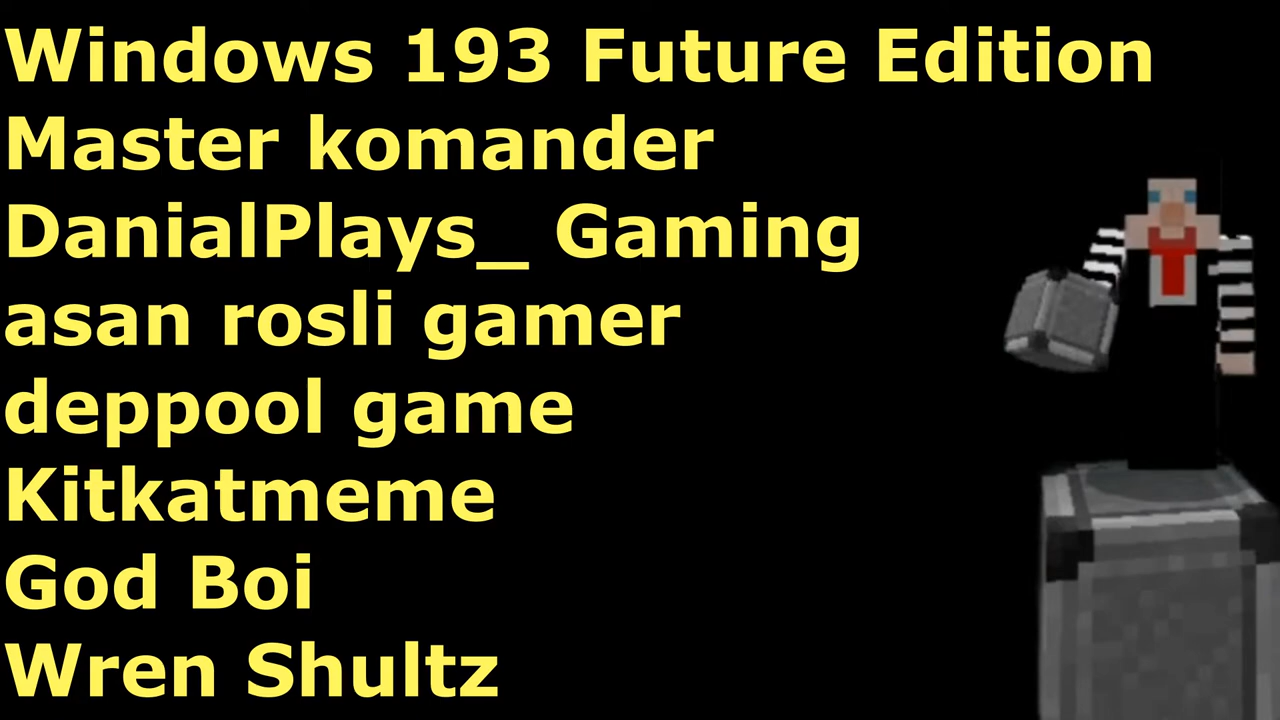 Windows 193 Future Edition
Master komander
DanialPlays_ Gaming
asan rosli gamer
deppool game
Kitkatmeme
God Boi
Wren Shultz